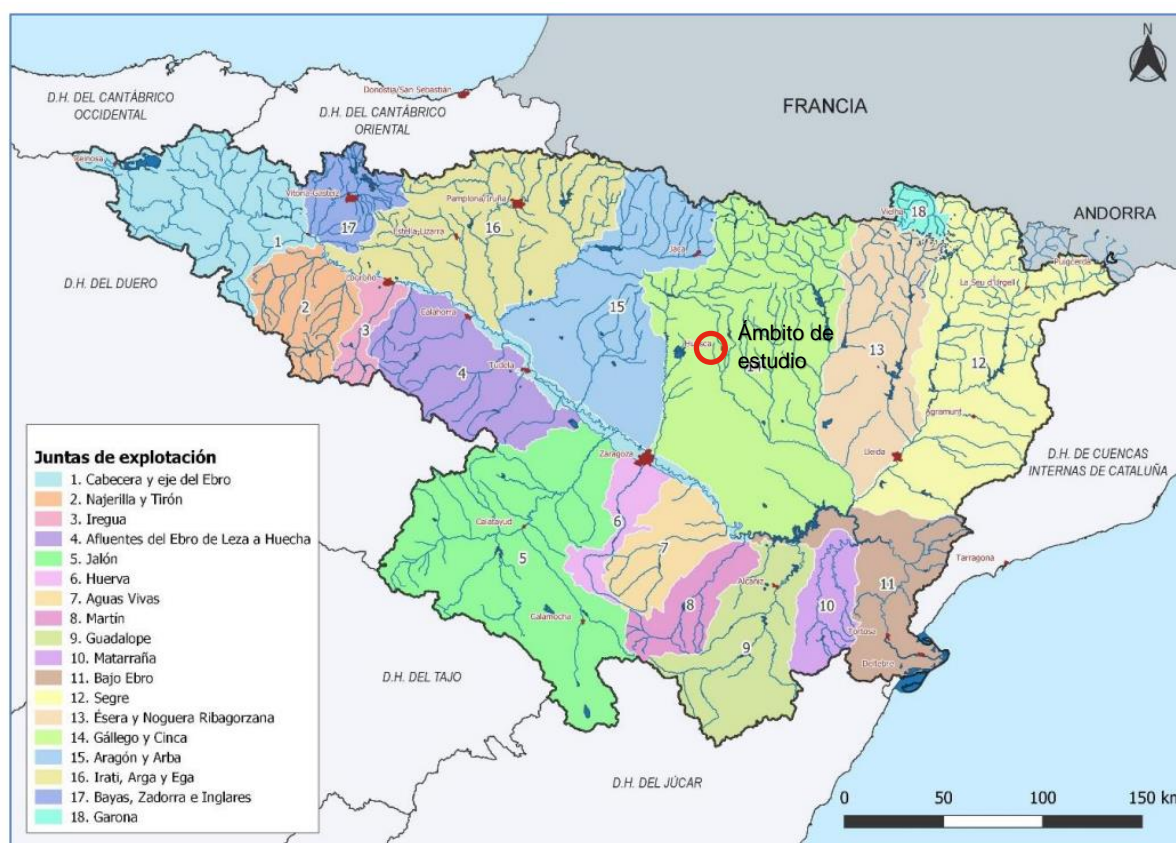 N
Donostia/San Sebastián
D.H. DEL CANTÁBRICO
OCCIDENTAL
D.H. DEL CANTÁBRICO
ORIENTAL
FRANCIA
ANDORRA
Reinosa
Vitoria-Gasteiz
Pamplona/Iruña
Vielha
18
17
Estella-Lizarra
16
Jaca
Puigcerda
La Seu d'Urgell
1
D.H. DEL DUERO
Logroño
2
3
Calahorra
15
Huesca
Ámbito de
estudio
13
12
4
Tudela
Agramunt
Zaragoza
Lleida
D.H. DE CUENCAS
INTERNAS DE CATALUÑA
Calatayud
6
5
7
Alcañiz
Tarragona
8
10
11
Calamocha
Tortosa
9
Deltebre
D.H. DEL TAJO
D.H. DEL JÚCAR
Juntas de explotación
1. Cabecera y eje del Ebro
2. Najerilla y Tirón
3. Iregua
4. Afluentes del Ebro de Leza a Huecha
5. Jalón
6. Huerva
7. Aguas Vivas
8. Martín
9. Guadalope
10. Matarraña
11. Bajo Ebro
12. Segre
13. Ésera y Noguera Ribagorzana
14. Gállego y Cinca
15. Aragón y Arba
16. Irati, Arga y Ega
17. Bayas, Zadorra e Inglares
18. Garona
0 50 100 150 km